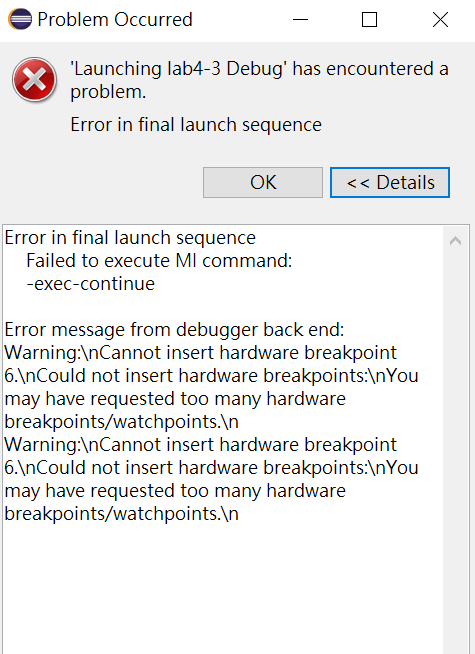 Problem Occurred
'Launching lab4-3 Debug' has encountered a
problem.
Error in final launch sequence
OK
<< Details
Error in final launch sequence
Failed to execute MI command:
-exec-continue
Error message from debugger back end:
Warning:\nCannot insert hardware breakpoint
6.\nCould not insert hardware breakpoints:\nYou
may have requested too many hardware
breakpoints/watchpoints.\n
Warning:\nCannot insert hardware breakpoint
6.\nCould not insert hardware breakpoints:\nYou
may have requested too many hardware
breakpoints/watchpoints.\n